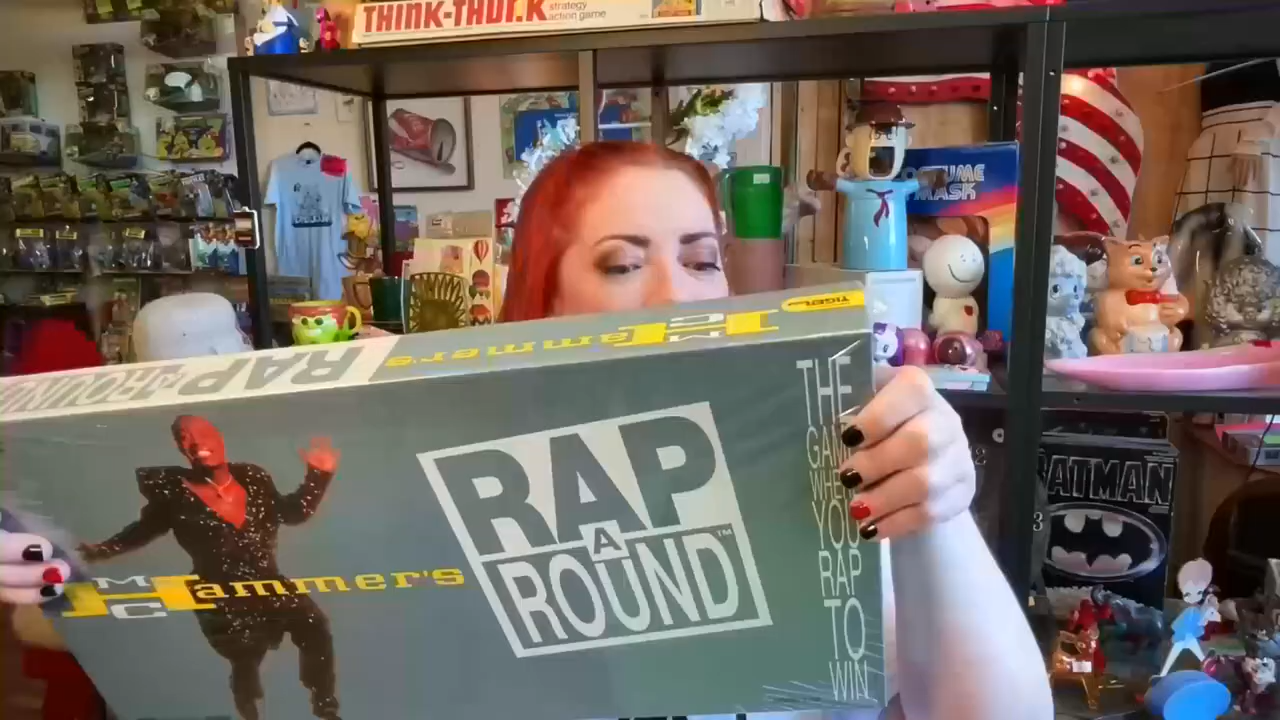 THINK-THUNK strategy
action game
COSTUME
MASK
TIGER
MC Hammer's
RAP A ROUND
MC Hammer's
RAP
A
ROUND™
THE
GAME
WHERE
YOU
RAP
TO
WIN
BATMAN